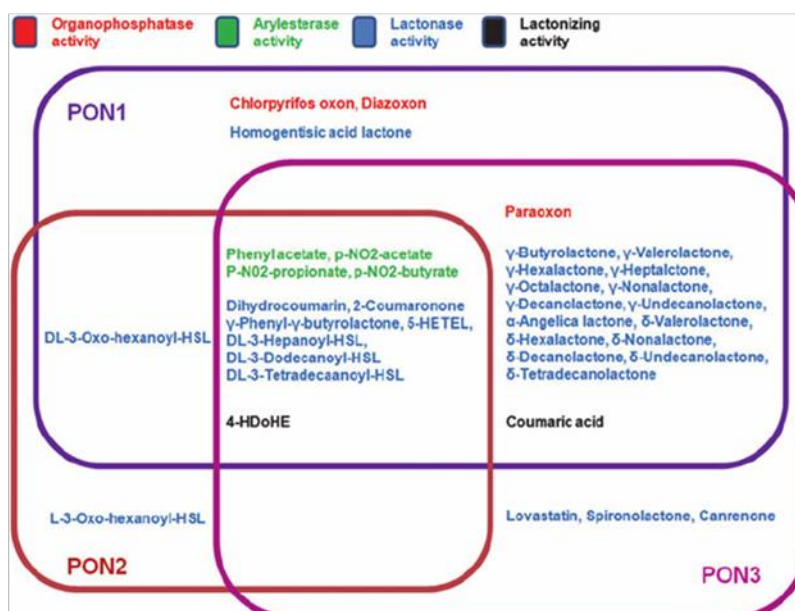 Organophosphatase
activity
Arylesterase
activity
Lactonase
activity
Lactonizing
activity
PON1
Chlorpyrifos oxon, Diazoxon
Homogentisic acid lactone
Paraoxon
Phenyl acetate, p-NO2-acetate
P-N02-propionate, p-NO2-butyrate
γ-Butyrolactone, γ-Valerolactone,
γ-Hexalactone, γ-Heptalctone,
γ-Octalactone, γ-Nonalactone,
γ-Decanolactone, γ-Undecanolactone,
α-Angelica lactone, δ-Valerolactone,
δ-Hexalactone, δ-Nonalactone,
δ-Decanolactone, δ-Undecanolactone,
δ-Tetradecanolactone
DL-3-Oxo-hexanoyl-HSL
Dihydrocoumarin, 2-Coumaronone
γ-Phenyl-γ-butyrolactone, 5-HETEL,
DL-3-Hepanoyl-HSL,
DL-3-Dodecanoyl-HSL
DL-3-Tetradecaanoyl-HSL
4-HDoHE
Coumaric acid
L-3-Oxo-hexanoyl-HSL
Lovastatin, Spironolactone, Canrenone
PON2
PON3